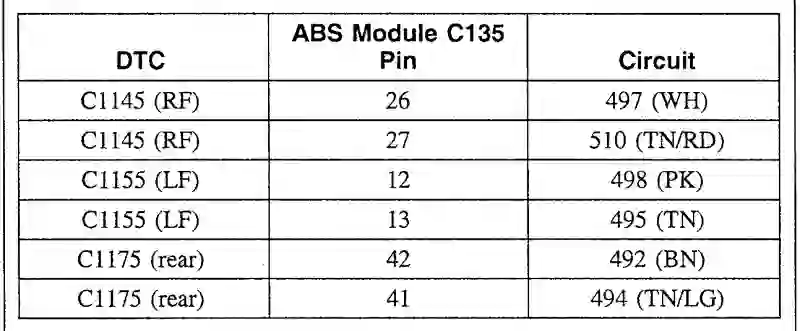 DTC ABS Module C135 Pin Circuit
C1145 (RF) 26 497 (WH)
C1145 (RF) 27 510 (TN/RD)
C1155 (LF) 12 498 (PK)
C1155 (LF) 13 495 (TN)
C1175 (rear) 42 492 (BN)
C1175 (rear) 41 494 (TN/LG)